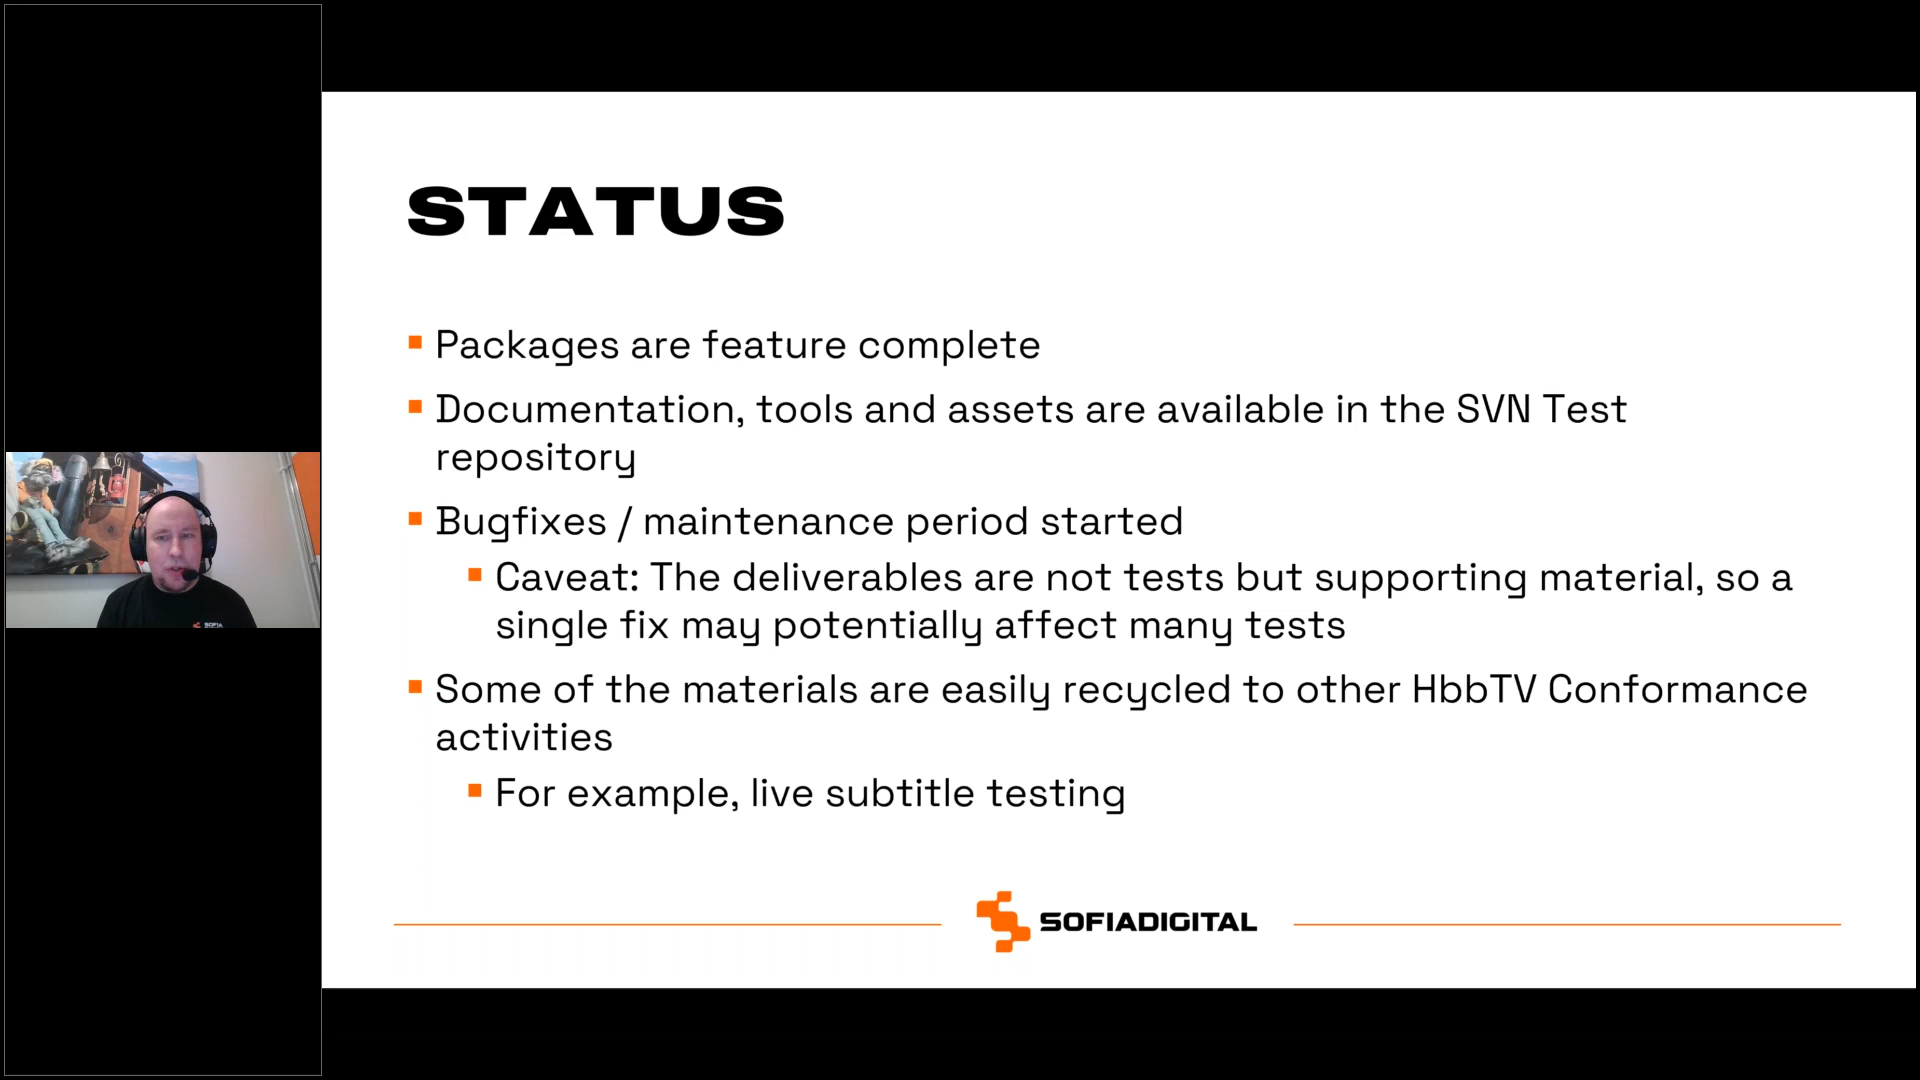 STATUS
Packages are feature complete
Documentation, tools and assets are available in the SVN Test
repository
Bugfixes / maintenance period started
Caveat: The deliverables are not tests but supporting material, so a
single fix may potentially affect many tests
Some of the materials are easily recycled to other HbbTV Conformance
activities
For example, live subtitle testing
SOFIADIGITAL
SOFIA